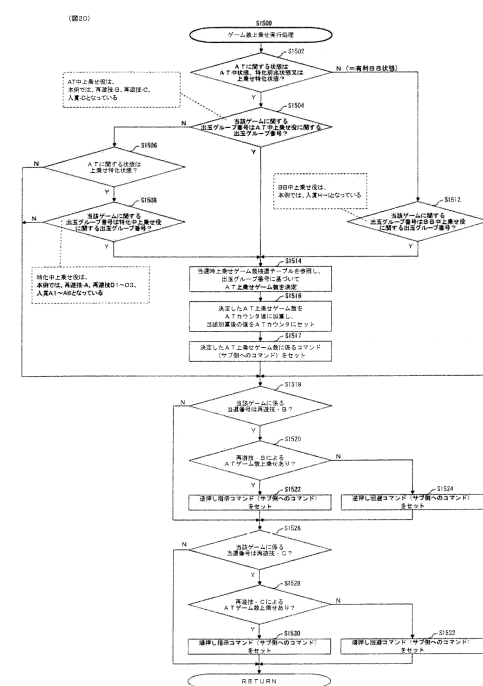 (図20)
S1500
ゲーム数上乗せ実行処理
S1502
ATに関する状態は
AT中状態、特化前兆状態又は
上乗せ特化状態？
N (=有利BB状態)
Y
AT中上乗せ役は、
本例では、再遊技-B、再遊技-C、
入賞-Dとなっている
S1504
当該ゲームに関する
出玉グループ番号はAT中上乗せ役に関する
出玉グループ番号？
N
Y
S1506
ATに関する状態は
上乗せ特化状態？
N
Y
BB中上乗せ役は、
本例では、入賞H～Iとなっている
S1508
当該ゲームに関する
出玉グループ番号は特化中上乗せ役
に関する出玉グループ番号？
N
Y
S1512
当該ゲームに関する
出玉グループ番号はBB中上乗せ役
に関する出玉グループ番号？
N
Y
特化中上乗せ役は、
本例では、再遊技-A、再遊技D1～D3、
入賞A1～A6となっている
S1514
当選時上乗せゲーム数抽選テーブルを参照し、
出玉グループ番号に基づいて
AT上乗せゲーム数を決定
S1516
決定したAT上乗せゲーム数を
ATカウンタ値に加算し、
当該加算後の値をATカウンタにセット
S1517
決定したAT上乗せゲーム数に係るコマンド
(サブ側へのコマンド)をセット
S1518
当該ゲームに係る
当選番号は再遊技-B？
N
Y
S1520
再遊技-Bによる
ATゲーム数上乗せあり？
N
Y
S1522
逆押し指示コマンド(サブ側へのコマンド)
をセット
S1524
逆押し回避コマンド(サブ側へのコマンド)
をセット
S1526
当該ゲームに係る
当選番号は再遊技-C？
N
Y
S1528
再遊技-Cによる
ATゲーム数上乗せあり？
N
Y
S1530
順押し指示コマンド(サブ側へのコマンド)
をセット
S1532
順押し回避コマンド(サブ側へのコマンド)
をセット
RETURN